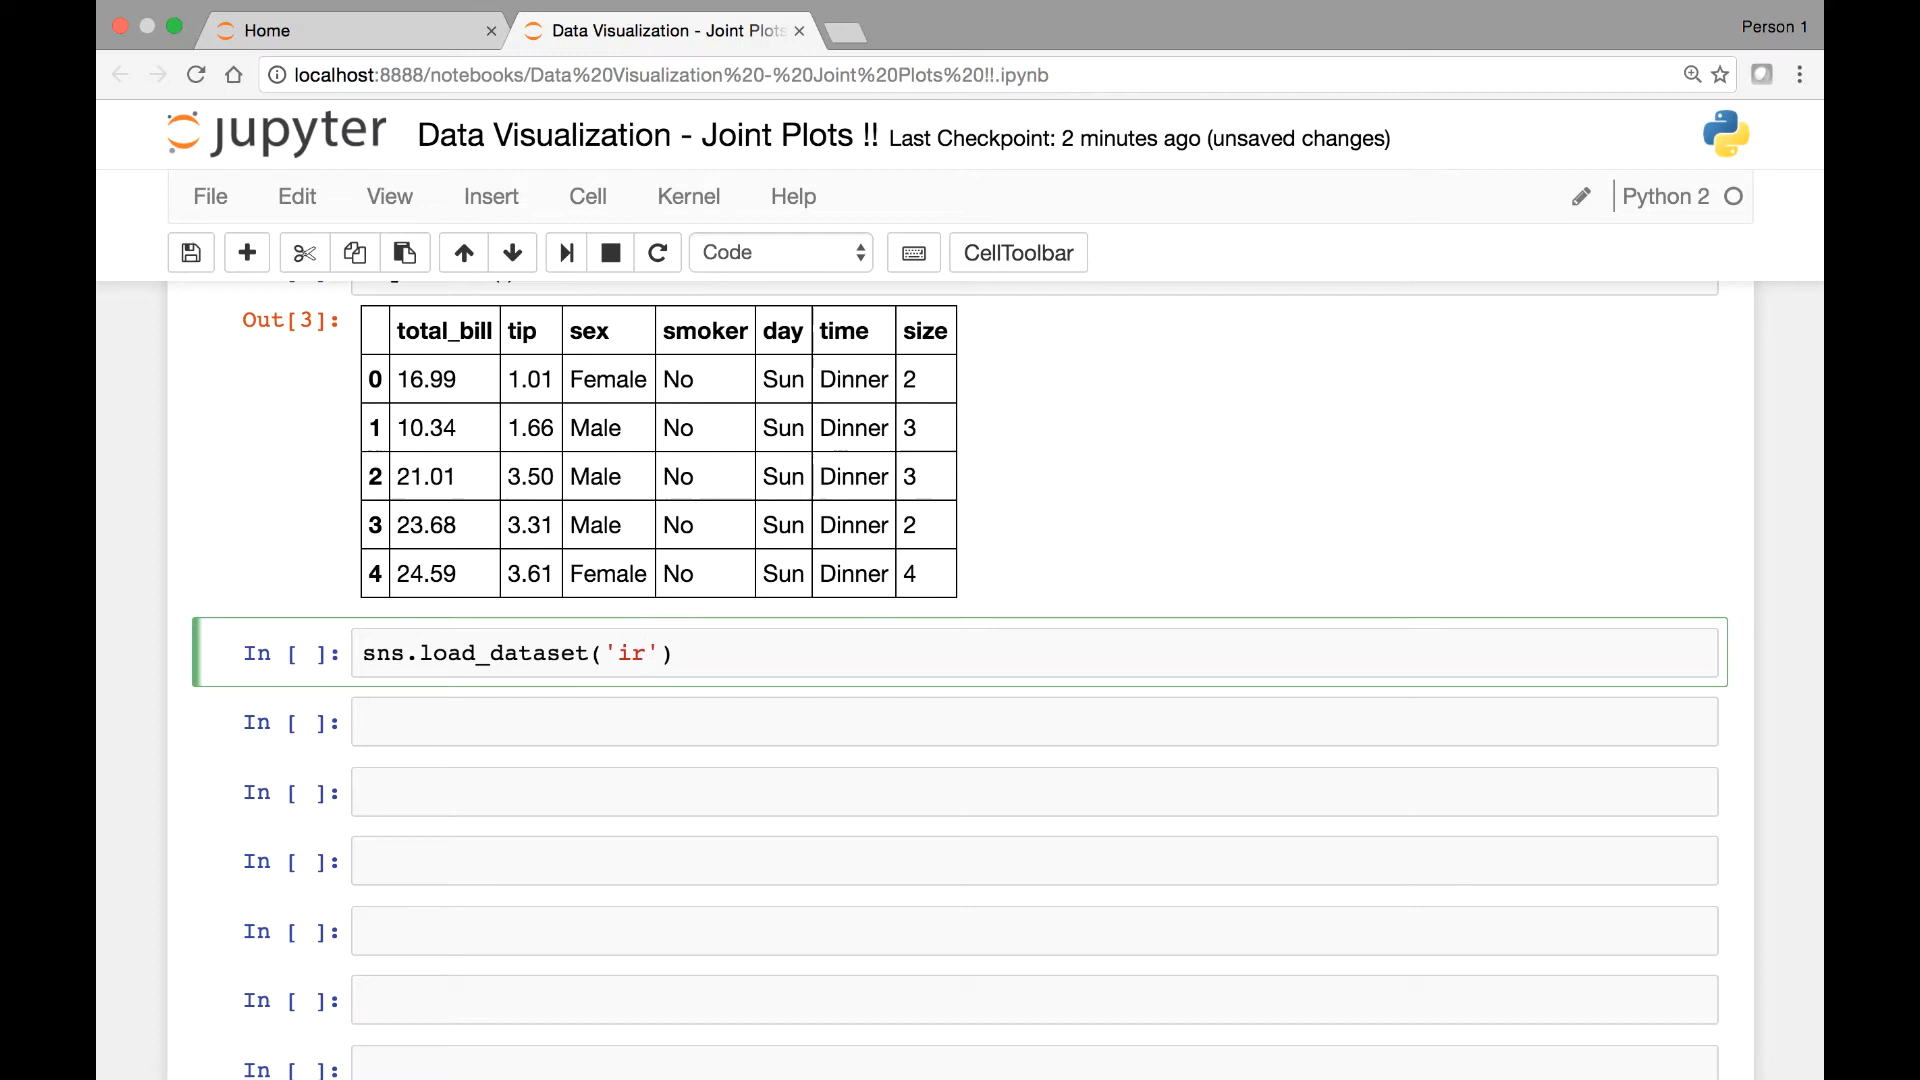 Home
Data Visualization - Joint Plots
Person 1
localhost:8888/notebooks/Data%20Visualization%20-%20Joint%20Plots%20!!.ipynb
jupyter Data Visualization - Joint Plots !! Last Checkpoint: 2 minutes ago (unsaved changes)
File Edit View Insert Cell Kernel Help Python 2
Code CellToolbar
Out[3]:
total_bill tip sex smoker day time size
0 16.99 1.01 Female No Sun Dinner 2
1 10.34 1.66 Male No Sun Dinner 3
2 21.01 3.50 Male No Sun Dinner 3
3 23.68 3.31 Male No Sun Dinner 2
4 24.59 3.61 Female No Sun Dinner 4
In [ ]: sns.load_dataset('ir')
In [ ]:
In [ ]:
In [ ]:
In [ ]:
In [ ]:
In [ ]: